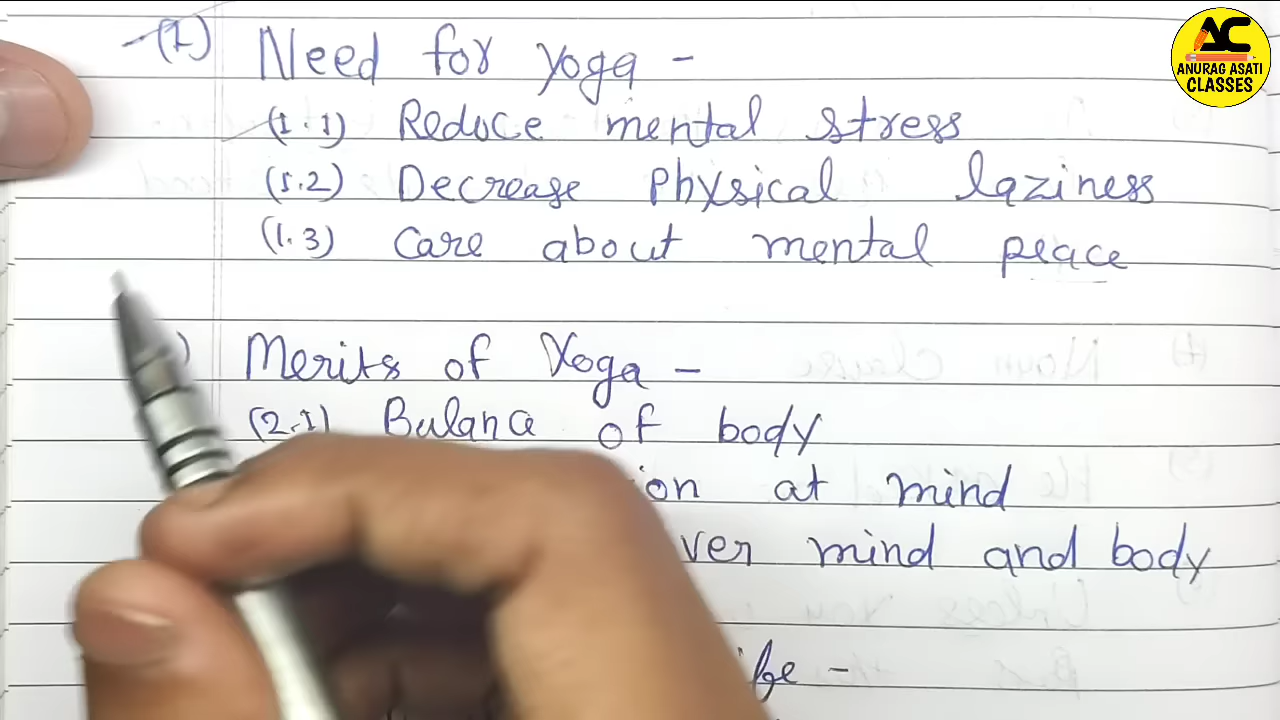 AC
ANURAG ASATI
CLASSES
(1) Need for yoga -
(1.1) Reduce mental stress
(1.2) Decrease Physical laziness
(1.3) Care about mental peace
) Merits of Yoga -
(2.1) Balance of body
ion at mind
ver mind and body
ife -